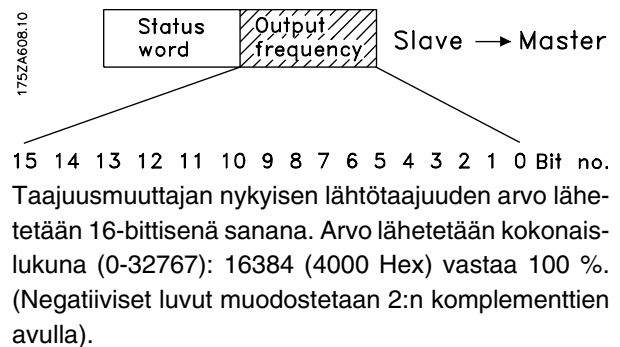 175ZA608.10
Status word
Output frequency
Slave → Master
15 14 13 12 11 10 9 8 7 6 5 4 3 2 1 0 Bit no.
Taajuusmuuttajan nykyisen lähtötaajuuden arvo lähe-
tetään 16-bittisenä sanana. Arvo lähetetään kokonais-
lukuna (0-32767): 16384 (4000 Hex) vastaa 100 %.
(Negatiiviset luvut muodostetaan 2:n komplementtien
avulla).